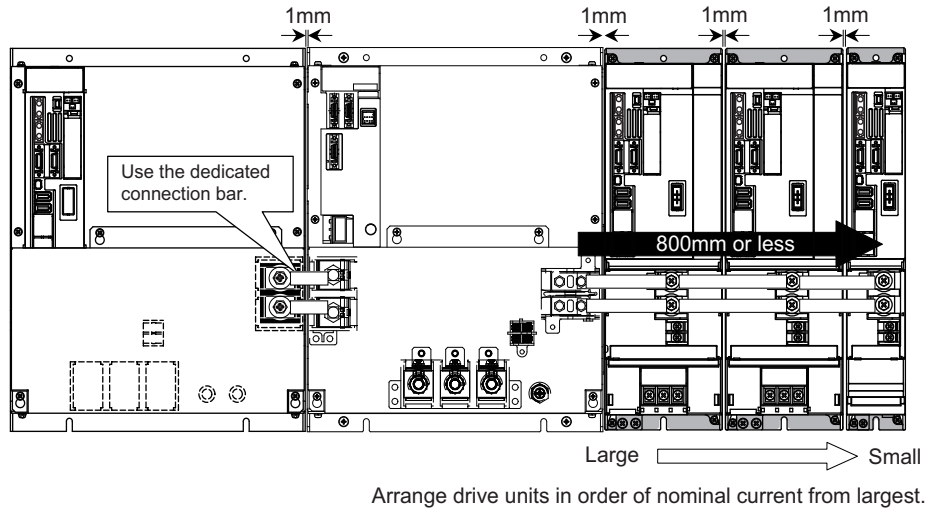 1mm
1mm
1mm
1mm
Use the dedicated
connection bar.
800mm or less
Large
Small
Arrange drive units in order of nominal current from largest.